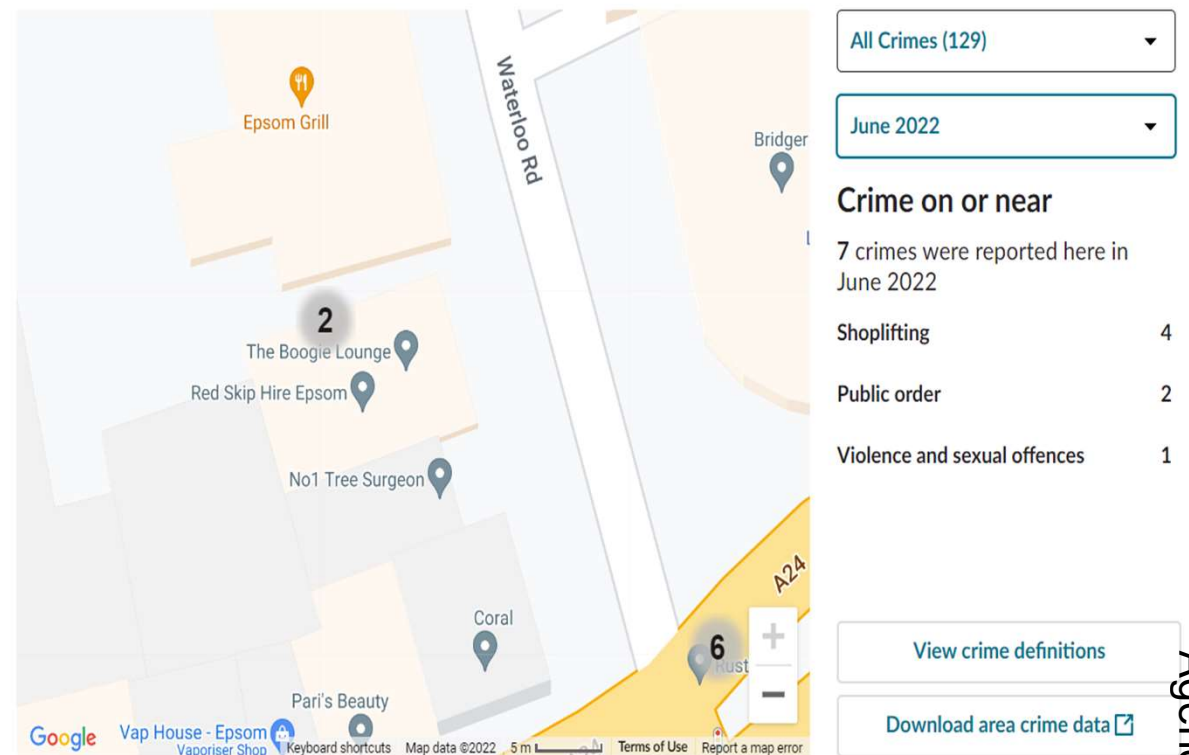 Epsom Grill
Waterloo Rd
Bridger
2
The Boogie Lounge
Red Skip Hire Epsom
No1 Tree Surgeon
A24
Coral
6
Rust
+
−
Pari's Beauty
Vap House - Epsom
Vaporiser Shop
Google
Keyboard shortcuts Map data ©2022 5 m Terms of Use Report a map error
All Crimes (129)
June 2022
Crime on or near
7 crimes were reported here in
June 2022
Shoplifting 4
Public order 2
Violence and sexual offences 1
View crime definitions
Download area crime data